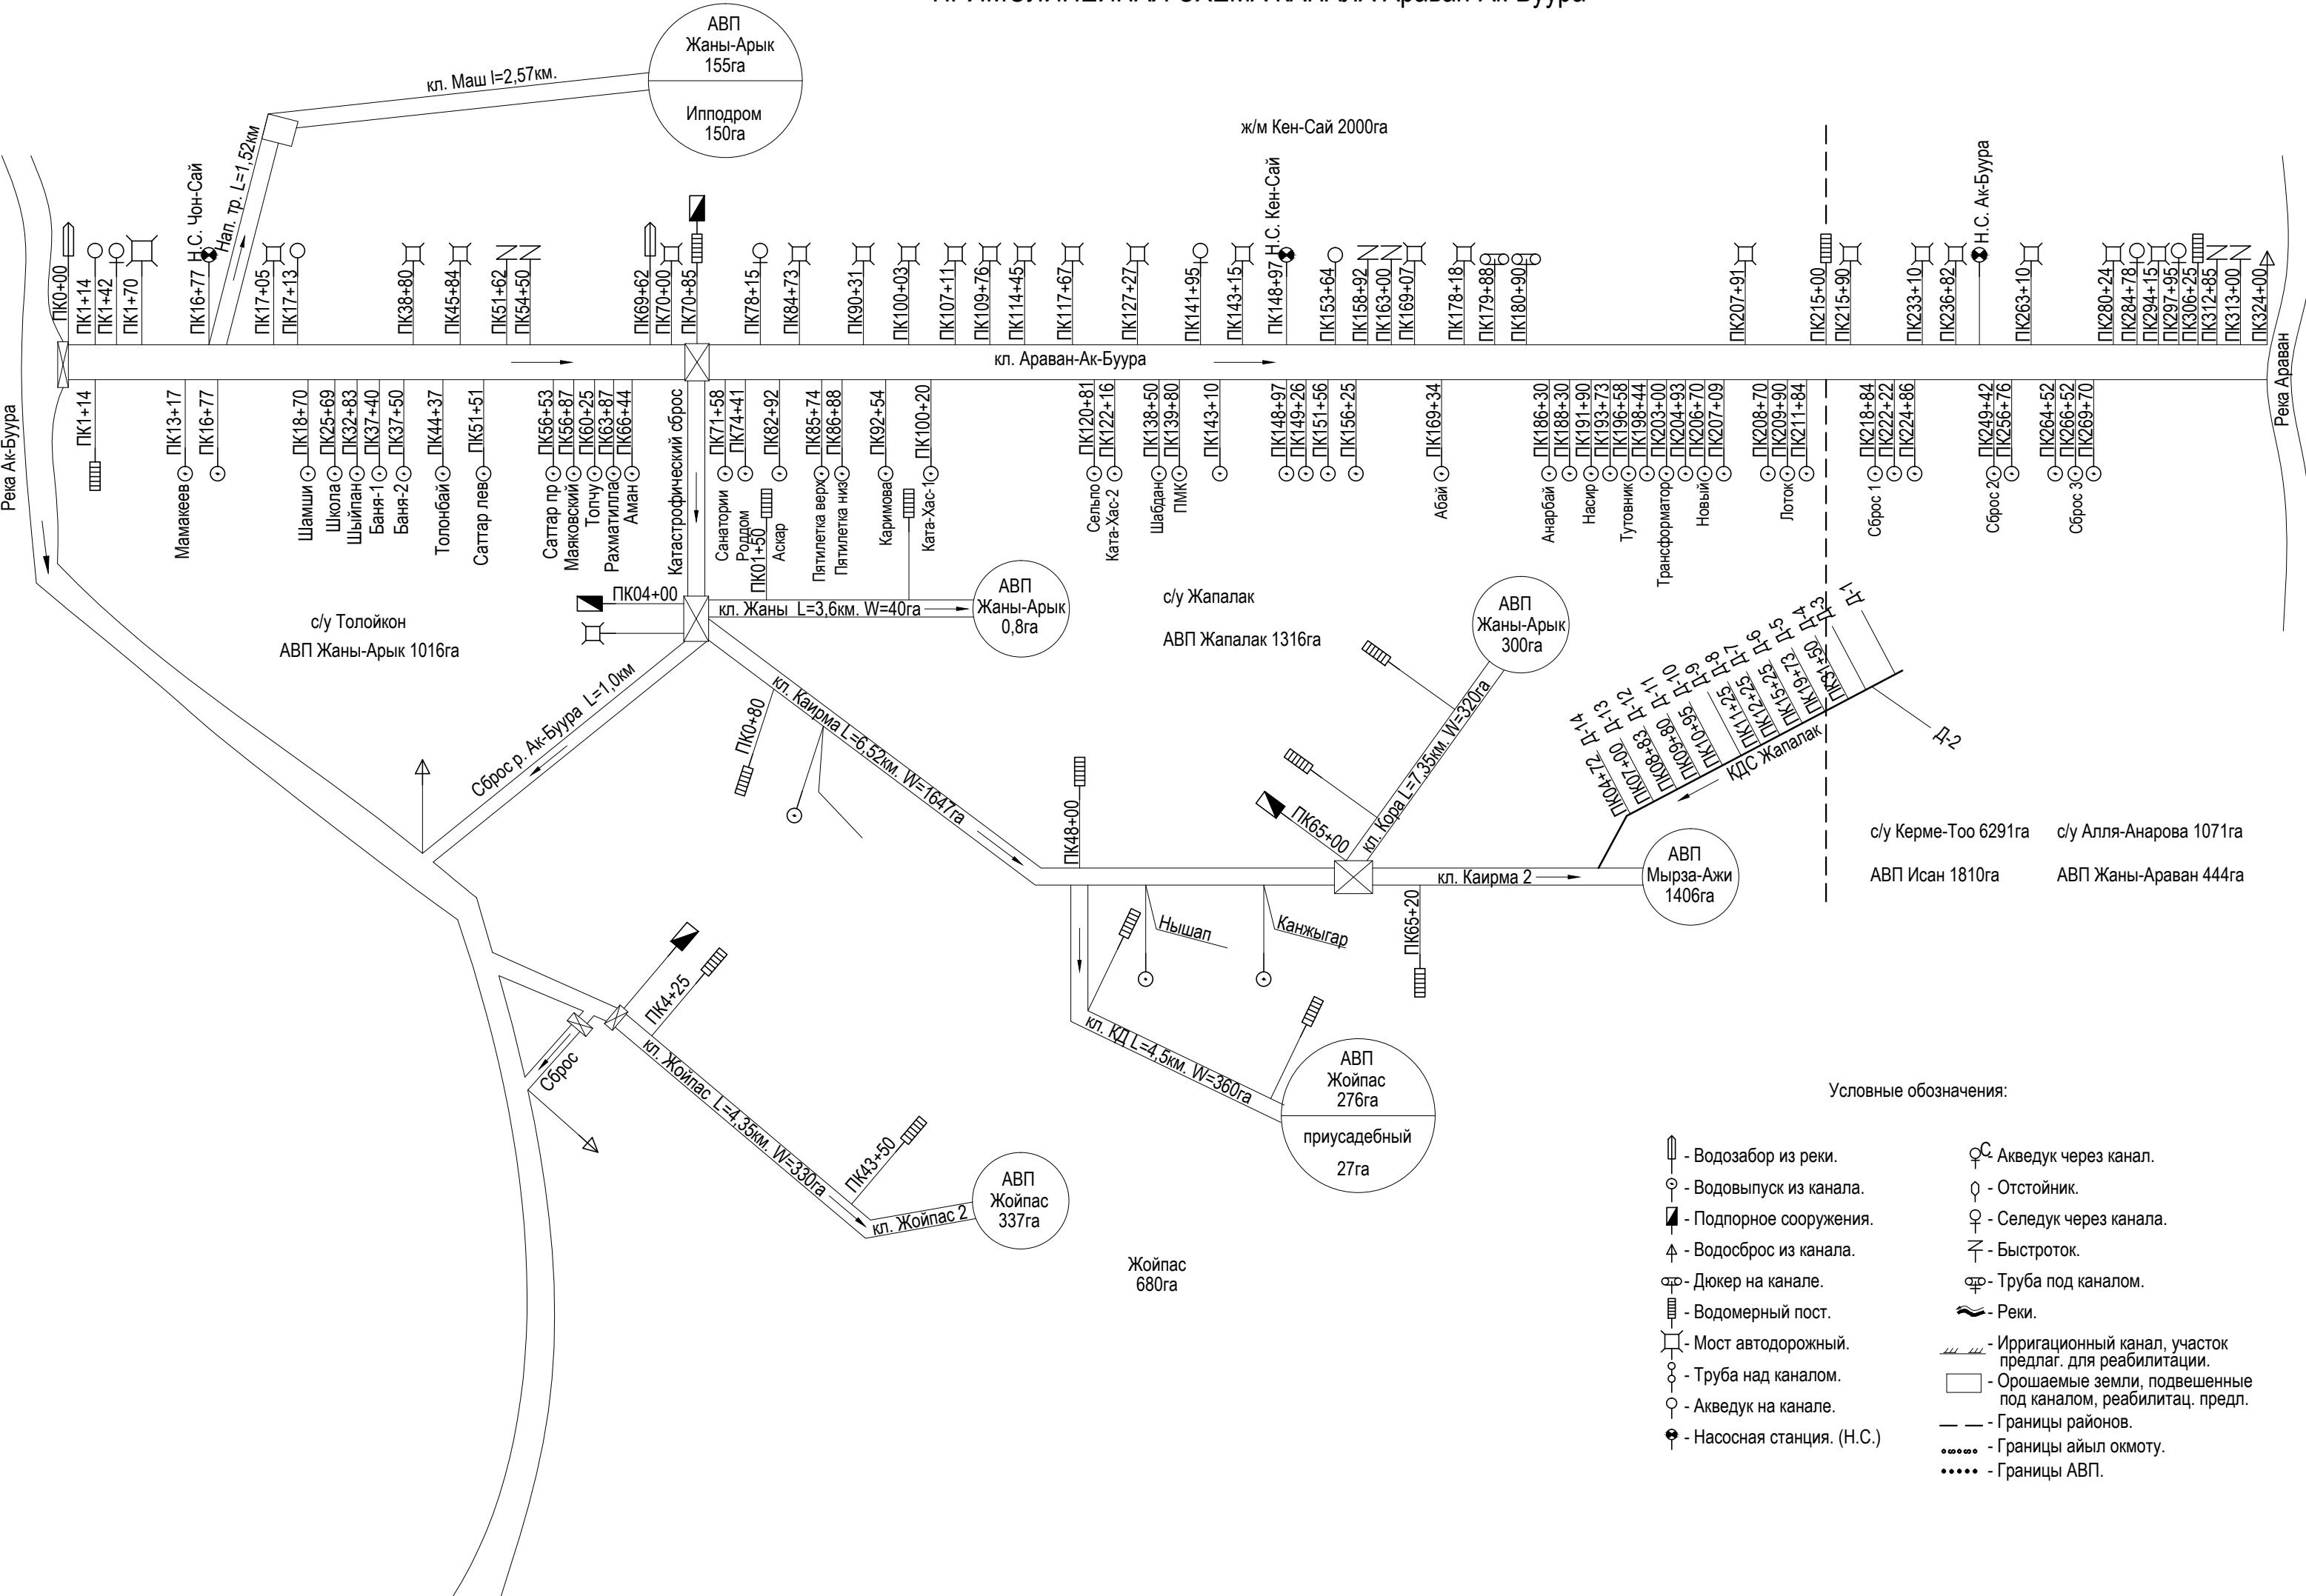 АВП
Жаны-Арык
155га
Ипподром
150га
кл. Маш l=2,57км.
Нап. тр. L=1,52км
ж/м Кен-Сай 2000га
Н.С. Чон-Сай
Н.С. Кен-Сай
Н.С. Ак-Буура
ПК0+00
ПК1+14
ПК1+42
ПК1+70
ПК16+77
ПК17+05
ПК17+13
ПК38+80
ПК45+84
ПК51+62
ПК54+50
ПК69+62
ПК70+00
ПК70+85
ПК78+15
ПК84+73
ПК90+31
ПК100+03
ПК107+11
ПК109+76
ПК114+45
ПК117+67
ПК127+27
ПК141+95
ПК143+15
ПК148+97
ПК153+64
ПК158+92
ПК163+00
ПК169+07
ПК178+18
ПК179+88
ПК180+90
ПК207+91
ПК215+00
ПК215+90
ПК233+10
ПК236+82
ПК263+10
ПК280+24
ПК284+78
ПК294+15
ПК297+95
ПК306+25
ПК312+85
ПК313+00
ПК324+00
кл. Араван-Ак-Буура
Река Ак-Буура
Река Араван
ПК1+14
ПК13+17
ПК16+77
ПК18+70
ПК25+69
ПК32+83
ПК37+40
ПК37+50
ПК44+37
ПК51+51
ПК56+53
ПК56+87
ПК60+25
ПК63+87
ПК66+44
Катастрофический сброс
ПК71+58
ПК74+41
ПК82+92
ПК85+74
ПК86+88
ПК92+54
ПК100+20
ПК120+81
ПК122+16
ПК138+50
ПК139+80
ПК143+10
ПК148+97
ПК149+26
ПК151+56
ПК156+25
ПК169+34
ПК186+30
ПК188+30
ПК191+90
ПК193+73
ПК196+58
ПК198+44
ПК203+00
ПК204+93
ПК206+70
ПК207+09
ПК208+70
ПК209+90
ПК211+84
ПК218+84
ПК222+22
ПК224+86
ПК249+42
ПК256+76
ПК264+52
ПК266+52
ПК269+70
Мамакеев
Шамши
Школа
Шыйпан
Баня-1
Баня-2
Толонбай
Саттар лев
Саттар пр
Маяковский
Топчу
Рахматилла
Аман
Санатории
Роддом
ПК01+50
Аскар
Пятилетка верх
Пятилетка низ
Каримова
Ката-Хас-1
Сельпо
Ката-Хас-2
Шабдан
ПМК
Абай
Анарбай
Насир
Тутовник
Трансформатор
Новый
Лоток
Сброс 1
Сброс 2
Сброс 3
ПК04+00
кл. Жаны L=3,6км. W=40га
АВП
Жаны-Арык
0,8га
с/у Толойкон
АВП Жаны-Арык 1016га
с/у Жапалак
АВП Жапалак 1316га
АВП
Жаны-Арык
300га
Сброс р. Ак-Буура L=1,0км
кл. Каирма L=6,52км. W=1647га
ПК0+80
ПК48+00
ПК65+00
кл. Кора L=7,35км. W=320га
кл. Каирма 2
ПК65+20
АВП
Мырза-Ажи
1406га
Д-14
Д-13
Д-12
Д-11
Д-10
Д-9
Д-8
Д-7
Д-6
Д-5
Д-4
Д-3
Д-1
Д-2
ПК04+72
ПК07+00
ПК08+83
ПК09+80
ПК10+95
ПК11+25
ПК12+25
ПК15+25
ПК19+73
ПК31+50
КДС Жапалак
с/у Керме-Тоо 6291га
с/у Алля-Анарова 1071га
АВП Исан 1810га
АВП Жаны-Араван 444га
Нышап
Канжыгар
кл. КД L=4,5км. W=360га
АВП
Жойпас
276га
приусадебный
27га
ПК4+25
Сброс
кл. Жойпас L=4,35км. W=330га
ПК43+50
кл. Жойпас 2
АВП
Жойпас
337га
Жойпас
680га
Условные обозначения:
- Водозабор из реки.
- Водовыпуск из канала.
- Подпорное сооружения.
- Водосброс из канала.
- Дюкер на канале.
- Водомерный пост.
- Мост автодорожный.
- Труба над каналом.
- Акведук на канале.
- Насосная станция. (Н.С.)
С
- Акведук через канал.
- Отстойник.
- Селедук через канала.
- Быстроток.
- Труба под каналом.
- Реки.
- Ирригационный канал, участок
предлаг. для реабилитации.
- Орошаемые земли, подвешенные
под каналом, реабилитац. предл.
- Границы районов.
- Границы айыл окмоту.
- Границы АВП.